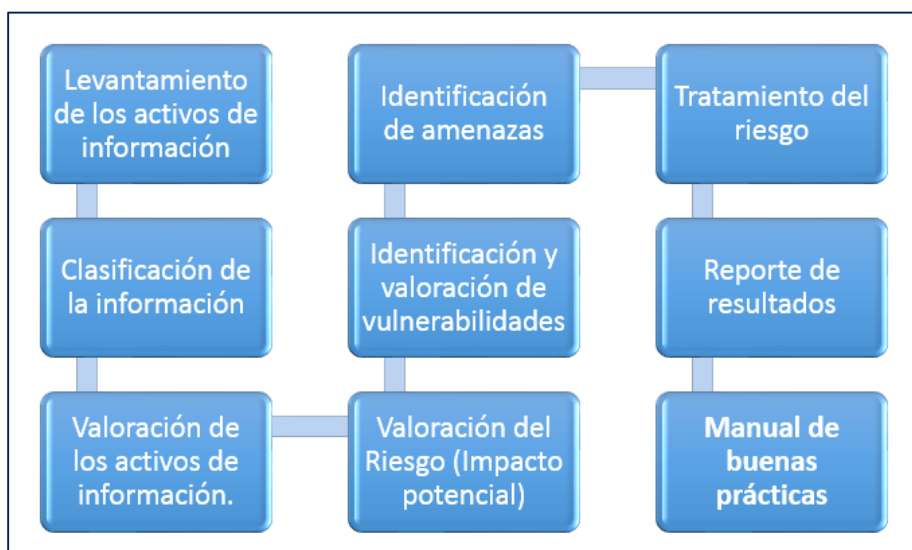 Levantamiento
de los activos de
información
Clasificación de
la información
Valoración de
los activos de
información.
Valoración del
Riesgo (Impacto
potencial)
Identificación y
valoración de
vulnerabilidades
Identificación
de amenazas
Tratamiento del
riesgo
Reporte de
resultados
Manual de
buenas
prácticas